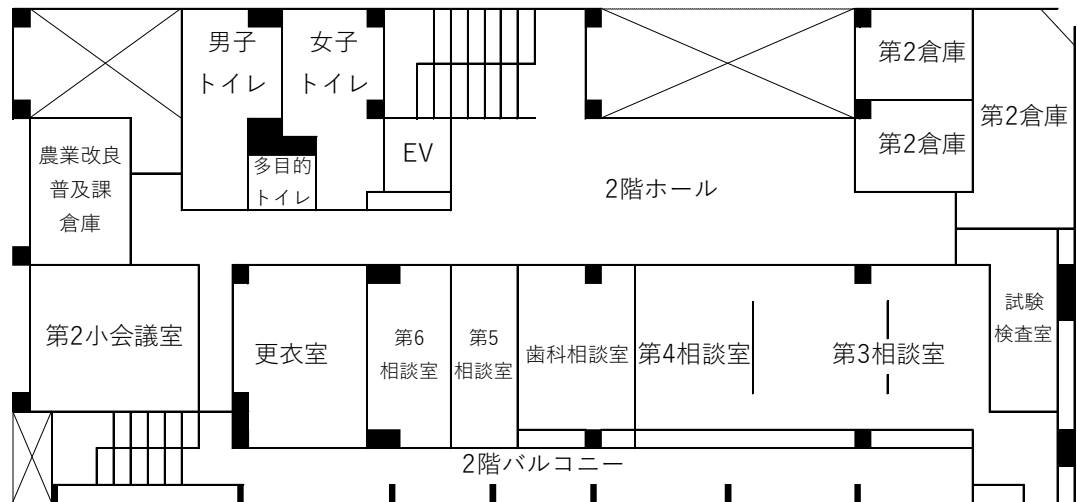 男子
トイレ
女子
トイレ
多目的
トイレ
EV
農業改良
普及課
倉庫
2階ホール
第2倉庫
第2倉庫
第2倉庫
第2小会議室
更衣室
第6
相談室
第5
相談室
歯科相談室
第4相談室
第3相談室
試験
検査室
2階バルコニー